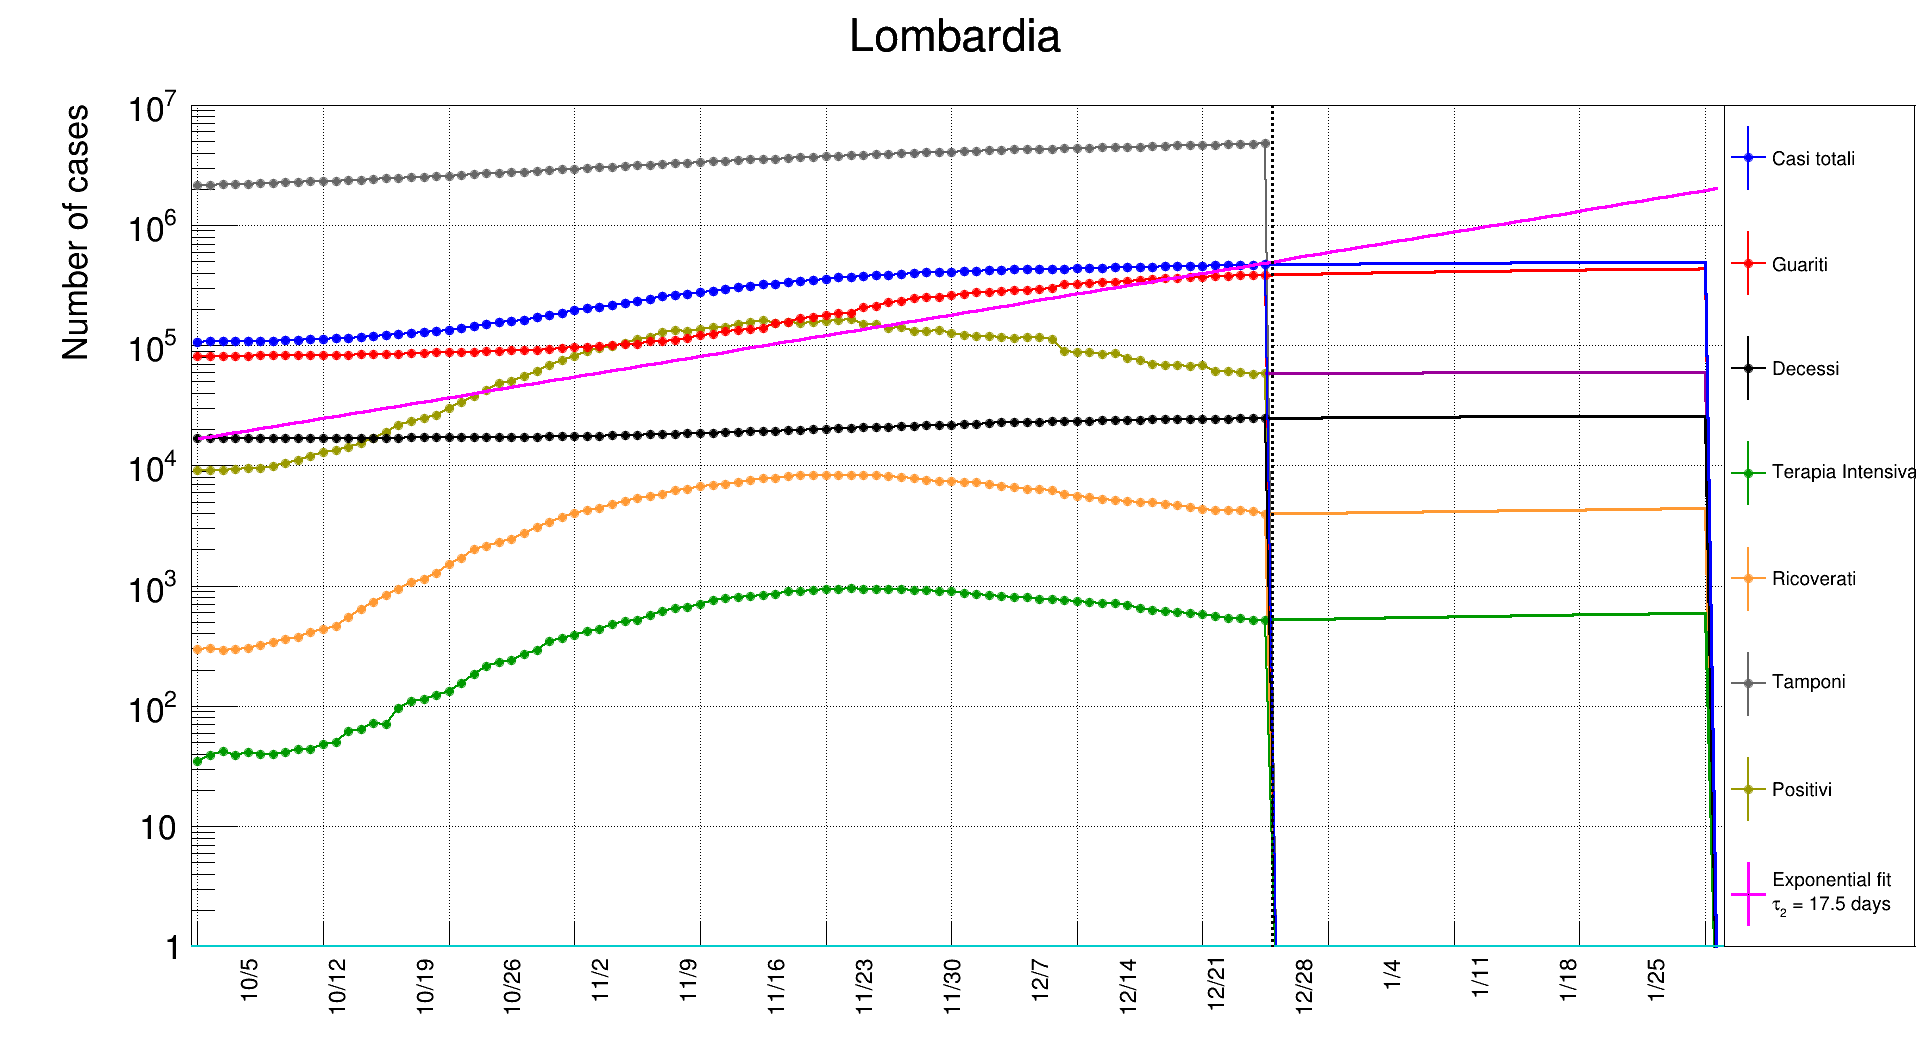 Lombardia
Number of cases
10⁷
10⁶
10⁵
10⁴
10³
10²
10
1
10/5
10/12
10/19
10/26
11/2
11/9
11/16
11/23
11/30
12/7
12/14
12/21
12/28
1/4
1/11
1/18
1/25
Casi totali
Guariti
Decessi
Terapia Intensiva
Ricoverati
Tamponi
Positivi
Exponential fit
τ₂ = 17.5 days